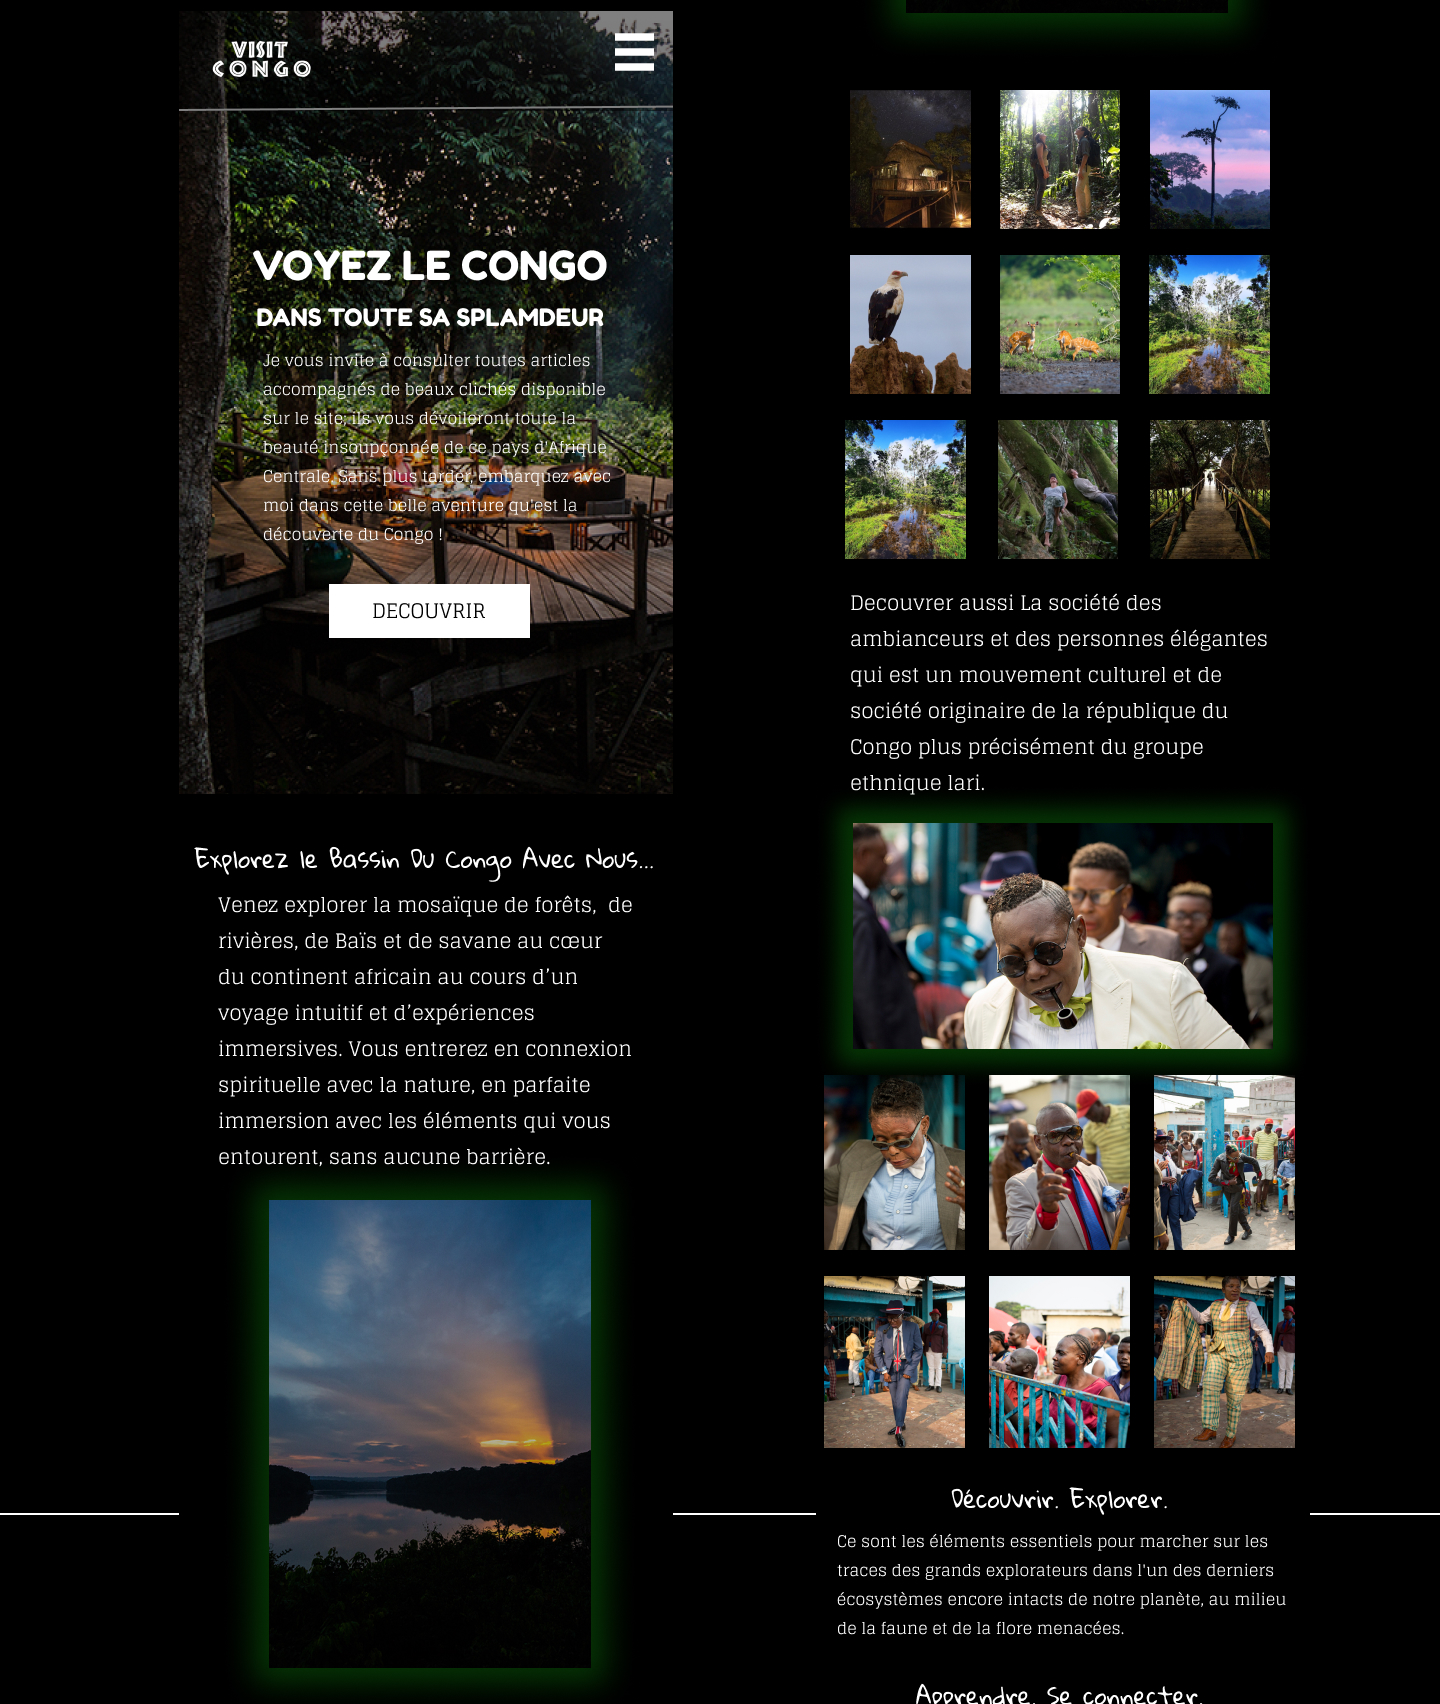 VISIT
CONGO
VOYEZ LE CONGO
DANS TOUTE SA SPLAMDEUR
Je vous invite à consulter toutes articles
accompagnés de beaux clichés disponible
sur le site; ils vous dévoileront toute la
beauté insoupçonnée de ce pays d'Afrique
Centrale. Sans plus tarder, embarquez avec
moi dans cette belle aventure qu'est la
découverte du Congo !
DECOUVRIR
Explorez le Bassin Du Congo Avec Nous...
Venez explorer la mosaïque de forêts, de
rivières, de Baïs et de savane au cœur
du continent africain au cours d’un
voyage intuitif et d’expériences
immersives. Vous entrerez en connexion
spirituelle avec la nature, en parfaite
immersion avec les éléments qui vous
entourent, sans aucune barrière.
Decouvrer aussi La société des
ambianceurs et des personnes élégantes
qui est un mouvement culturel et de
société originaire de la république du
Congo plus précisément du groupe
ethnique lari.
Découvrir. Explorer.
Ce sont les éléments essentiels pour marcher sur les
traces des grands explorateurs dans l'un des derniers
écosystèmes encore intacts de notre planète, au milieu
de la faune et de la flore menacées.
Apprendre. Se connecter.